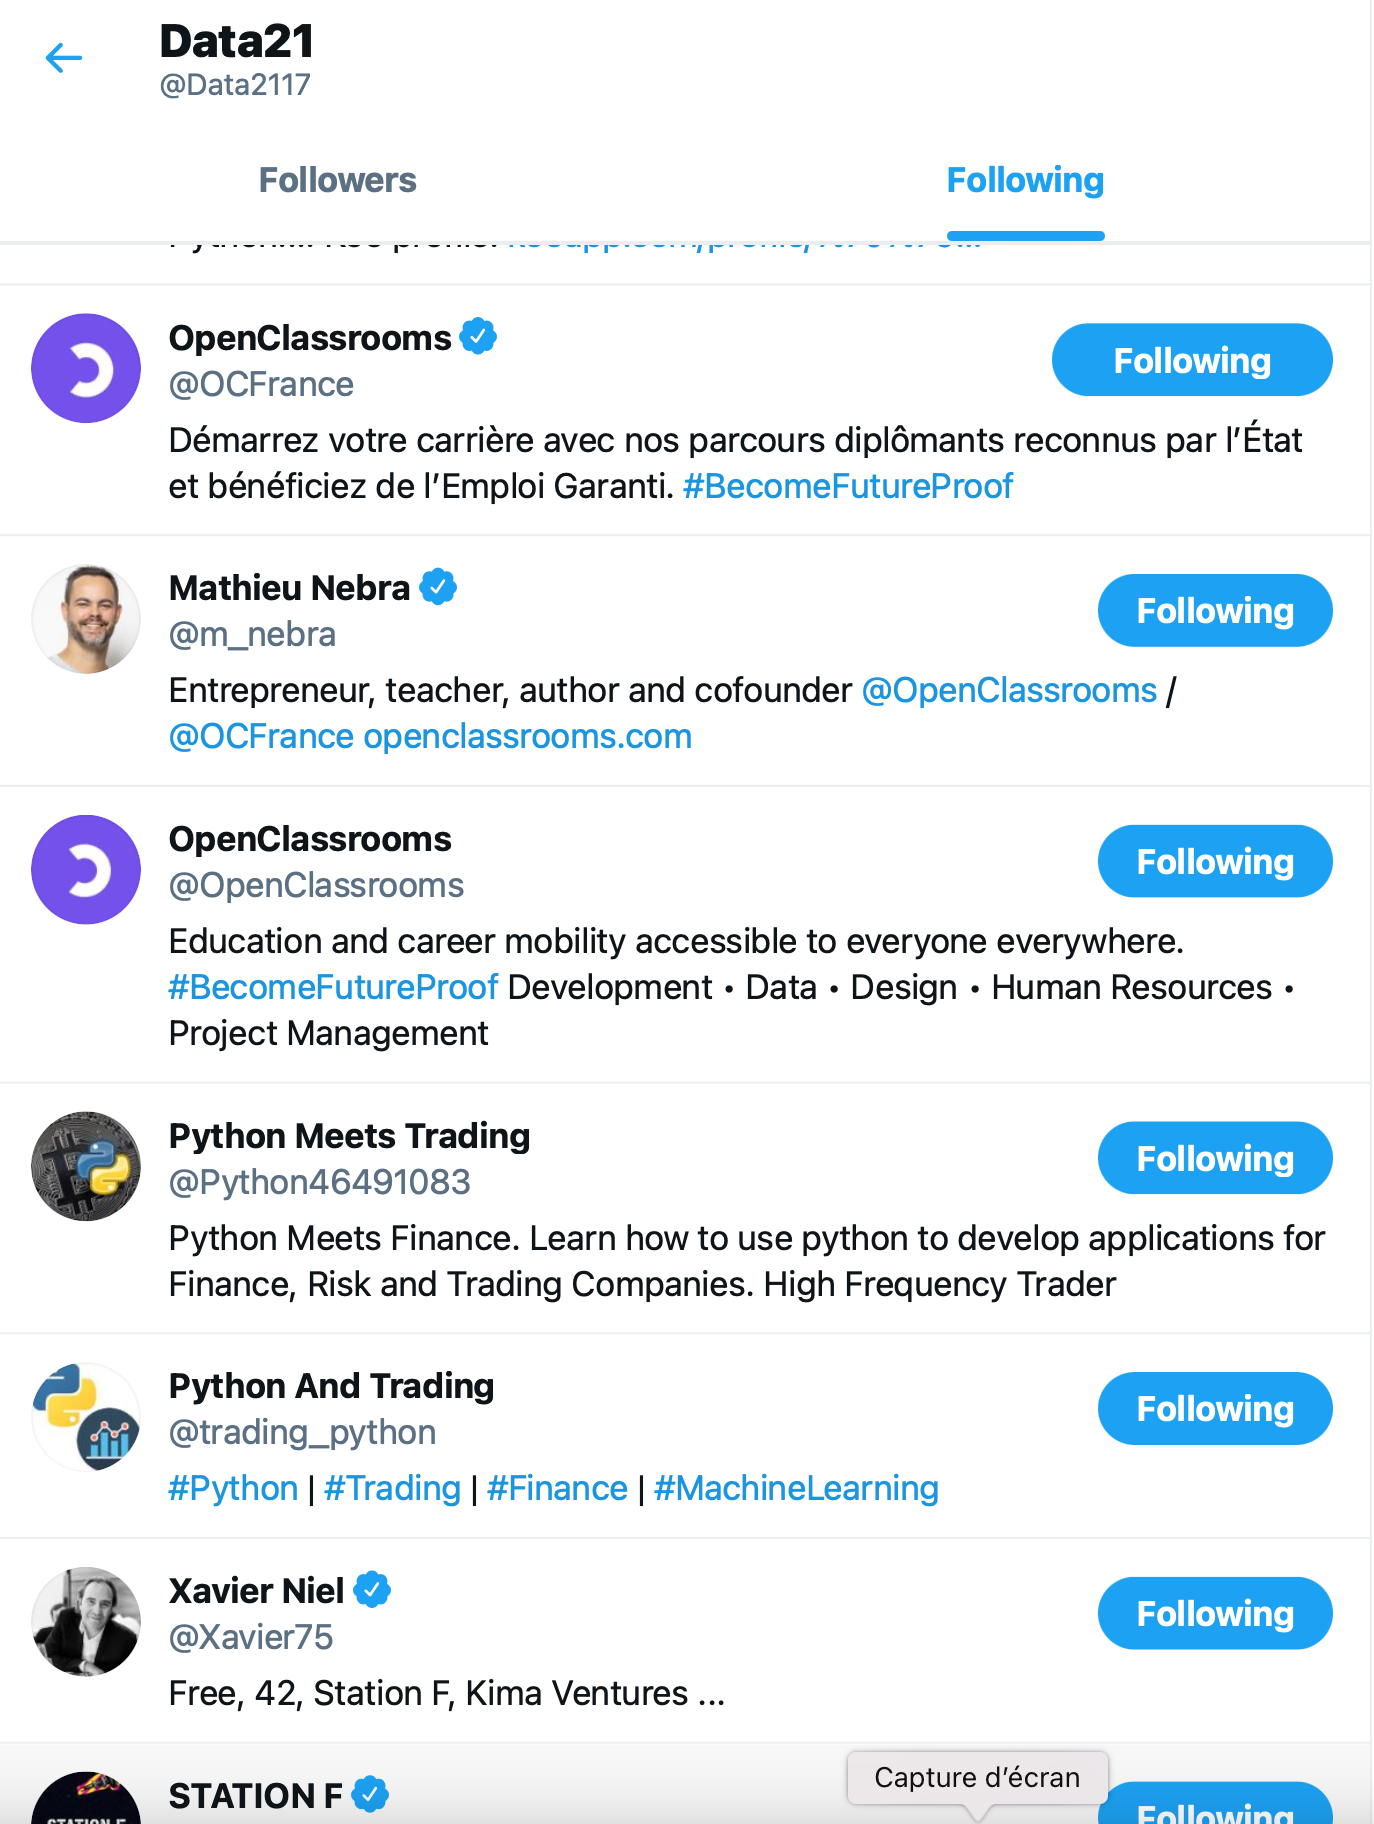 Data21
@Data2117
Followers
Following
OpenClassrooms
@OCFrance
Following
Démarrez votre carrière avec nos parcours diplômants reconnus par l’État
et bénéficiez de l’Emploi Garanti. #BecomeFutureProof
Mathieu Nebra
@m_nebra
Following
Entrepreneur, teacher, author and cofounder @OpenClassrooms /
@OCFrance openclassrooms.com
OpenClassrooms
@OpenClassrooms
Following
Education and career mobility accessible to everyone everywhere.
#BecomeFutureProof Development • Data • Design • Human Resources •
Project Management
Python Meets Trading
@Python46491083
Following
Python Meets Finance. Learn how to use python to develop applications for
Finance, Risk and Trading Companies. High Frequency Trader
Python And Trading
@trading_python
Following
#Python | #Trading | #Finance | #MachineLearning
Xavier Niel
@Xavier75
Following
Free, 42, Station F, Kima Ventures ...
STATION F
STATION F
Capture d’écran
Following